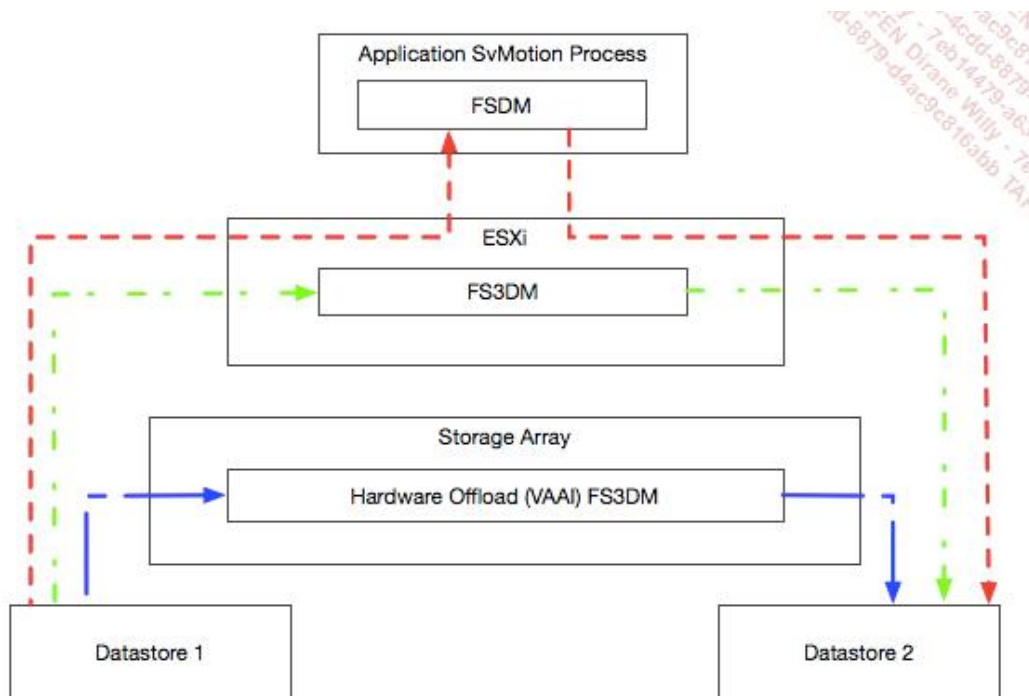 Application SvMotion Process
FSDM
ESXi
FS3DM
Storage Array
Hardware Offload (VAAI) FS3DM
Datastore 1
Datastore 2